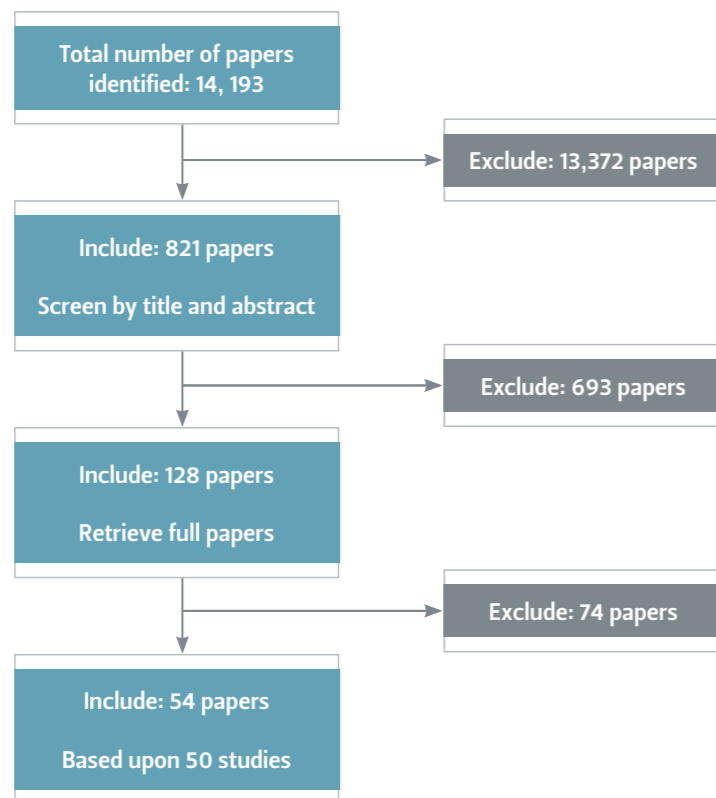 Total number of papers
identified: 14, 193
Exclude: 13,372 papers
Include: 821 papers
Screen by title and abstract
Exclude: 693 papers
Include: 128 papers
Retrieve full papers
Exclude: 74 papers
Include: 54 papers
Based upon 50 studies